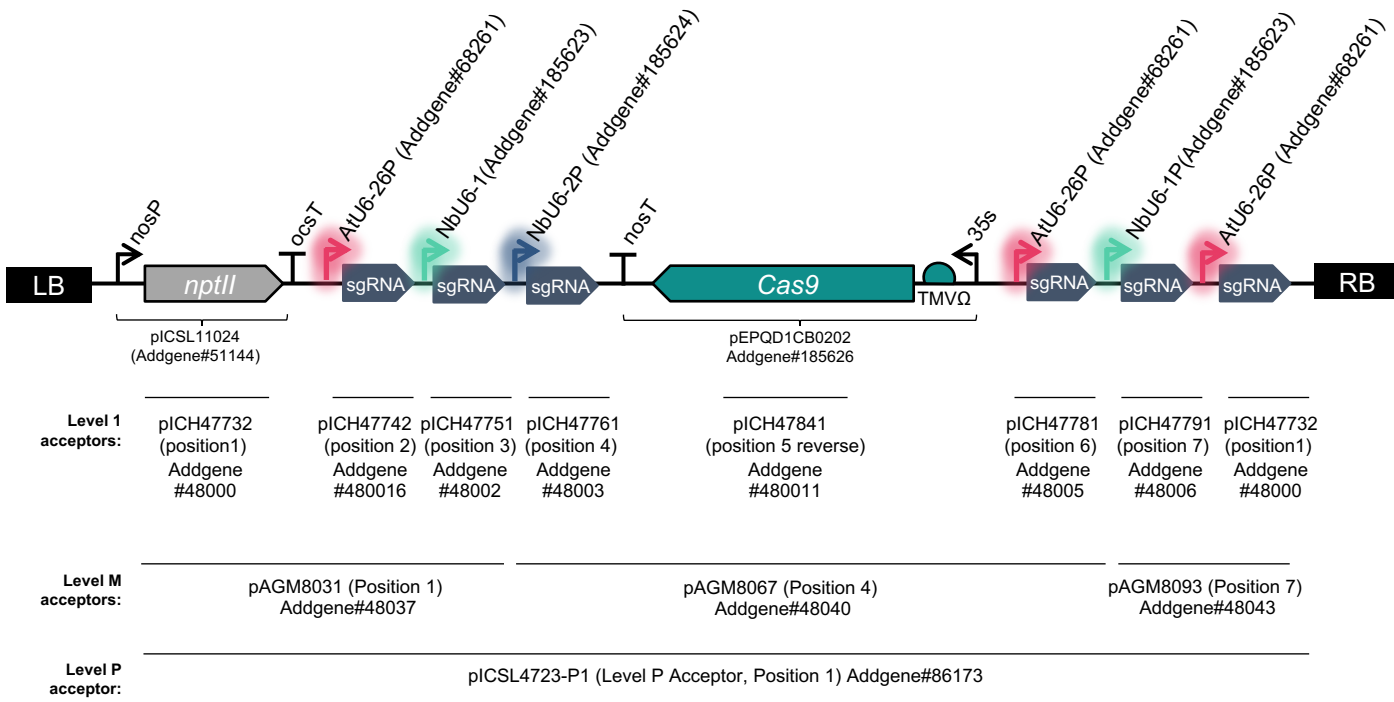 AtU6-26P (Addgene#68261)
NbU6-1(Addgene#185623)
NbU6-2P (Addgene#185624)
AtU6-26P (Addgene#68261)
NbU6-1P(Addgene#185623)
AtU6-26P (Addgene#68261)
nosP
ocsT
nosT
35s
LB
nptII
sgRNA
sgRNA
sgRNA
Cas9
TMVΩ
sgRNA
sgRNA
sgRNA
RB
pICSL11024
(Addgene#51144)
pEPQD1CB0202
Addgene#185626
Level 1
acceptors:
pICH47732
(position1)
Addgene
#48000
pICH47742
(position 2)
Addgene
#480016
pICH47751
(position 3)
Addgene
#48002
pICH47761
(position 4)
Addgene
#48003
pICH47841
(position 5 reverse)
Addgene
#480011
pICH47781
(position 6)
Addgene
#48005
pICH47791
(position 7)
Addgene
#48006
pICH47732
(position1)
Addgene
#48000
Level M
acceptors:
pAGM8031 (Position 1)
Addgene#48037
pAGM8067 (Position 4)
Addgene#48040
pAGM8093 (Position 7)
Addgene#48043
Level P
acceptor:
pICSL4723-P1 (Level P Acceptor, Position 1) Addgene#86173